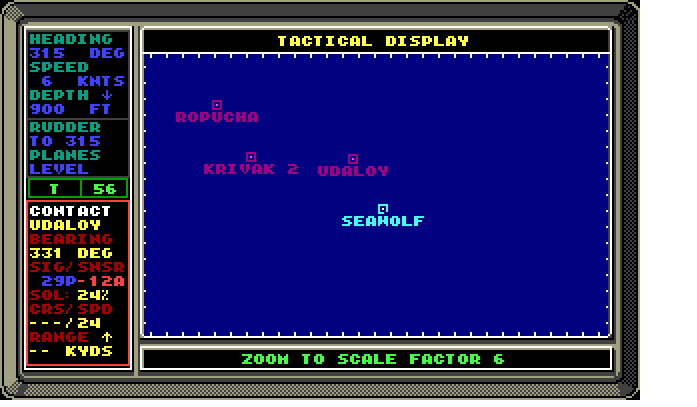 HEADING
315 DEG
SPEED
6 KNTS
DEPTH ↓
900 FT
RUDDER
TO 315
PLANES
LEVEL
T 56
CONTACT
UDALOY
BEARING
331 DEG
SIG/SNSR
29P-12A
SOL: 24%
CRS/SPD
---/24
RANGE ↑
-- KYDS
TACTICAL DISPLAY
ROPUCHA
KRIVAK 2
UDALOY
SEAWOLF
ZOOM TO SCALE FACTOR 6